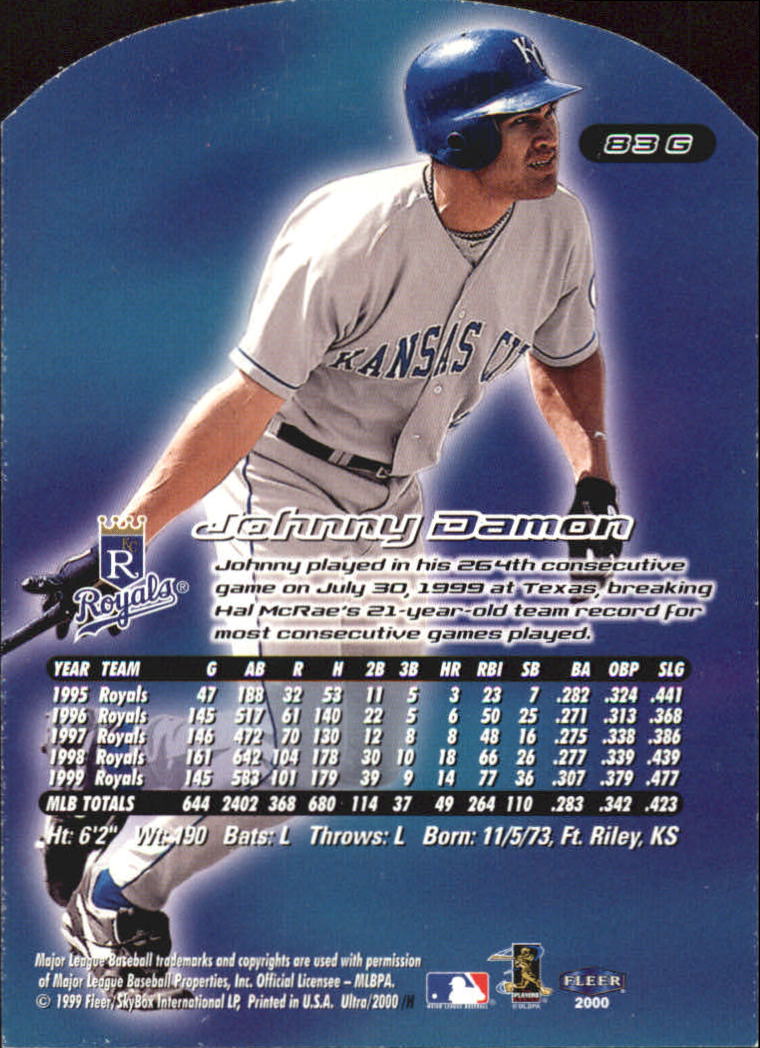 KC
83 G
KANSAS CITY
Johnny Damon
KC
R
Royals®
Johnny played in his 264th consecutive
game on July 30, 1999 at Texas, breaking
Hal McRae's 21-year-old team record for
most consecutive games played.
YEAR TEAM G AB R H 2B 3B HR RBI SB BA OBP SLG
1995 Royals 47 188 32 53 11 5 3 23 7 .282 .324 .441
1996 Royals 145 517 61 140 22 5 6 50 25 .271 .313 .368
1997 Royals 146 472 70 130 12 8 8 48 16 .275 .338 .386
1998 Royals 161 642 104 178 30 10 18 66 26 .277 .339 .439
1999 Royals 145 583 101 179 39 9 14 77 36 .307 .379 .477
MLB TOTALS 644 2402 368 680 114 37 49 264 110 .283 .342 .423
Ht: 6'2" Wt: 190 Bats: L Throws: L Born: 11/5/73, Ft. Riley, KS
Major League Baseball trademarks and copyrights are used with permission
of Major League Baseball Properties, Inc. Official Licensee – MLBPA.
© 1999 Fleer/SkyBox International LP, Printed in U.S.A. Ultra/2000 /H
MAJOR LEAGUE BASEBALL
PLAYERS
©MLBPA
FLEER
2000